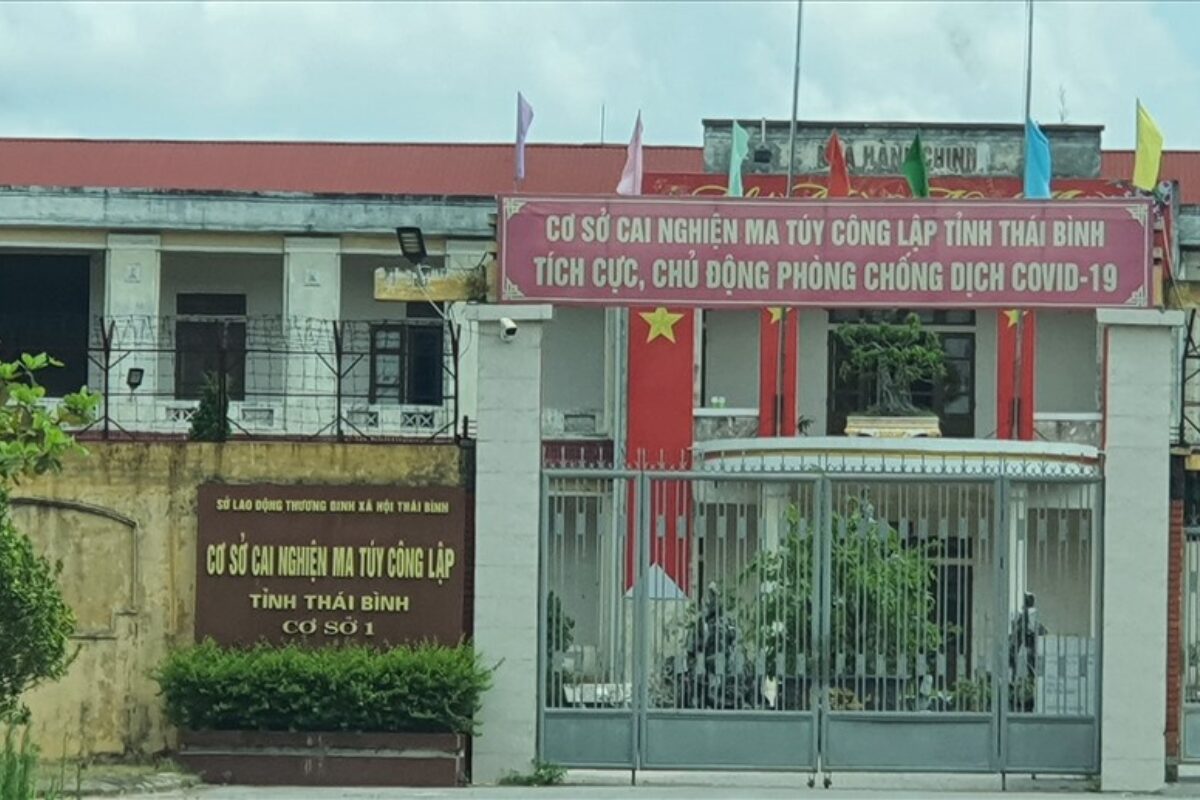 HÀNH CHINH
CƠ SỞ CAI NGHIỆN MA TÚY CÔNG LẬP TỈNH THÁI BÌNH
TÍCH CỰC, CHỦ ĐỘNG PHÒNG CHỐNG DỊCH COVID-19
SỞ LAO ĐỘNG THƯƠNG BINH XÃ HỘI THÁI BÌNH
CƠ SỞ CAI NGHIỆN MA TÚY CÔNG LẬP
TỈNH THÁI BÌNH
CƠ SỞ 1